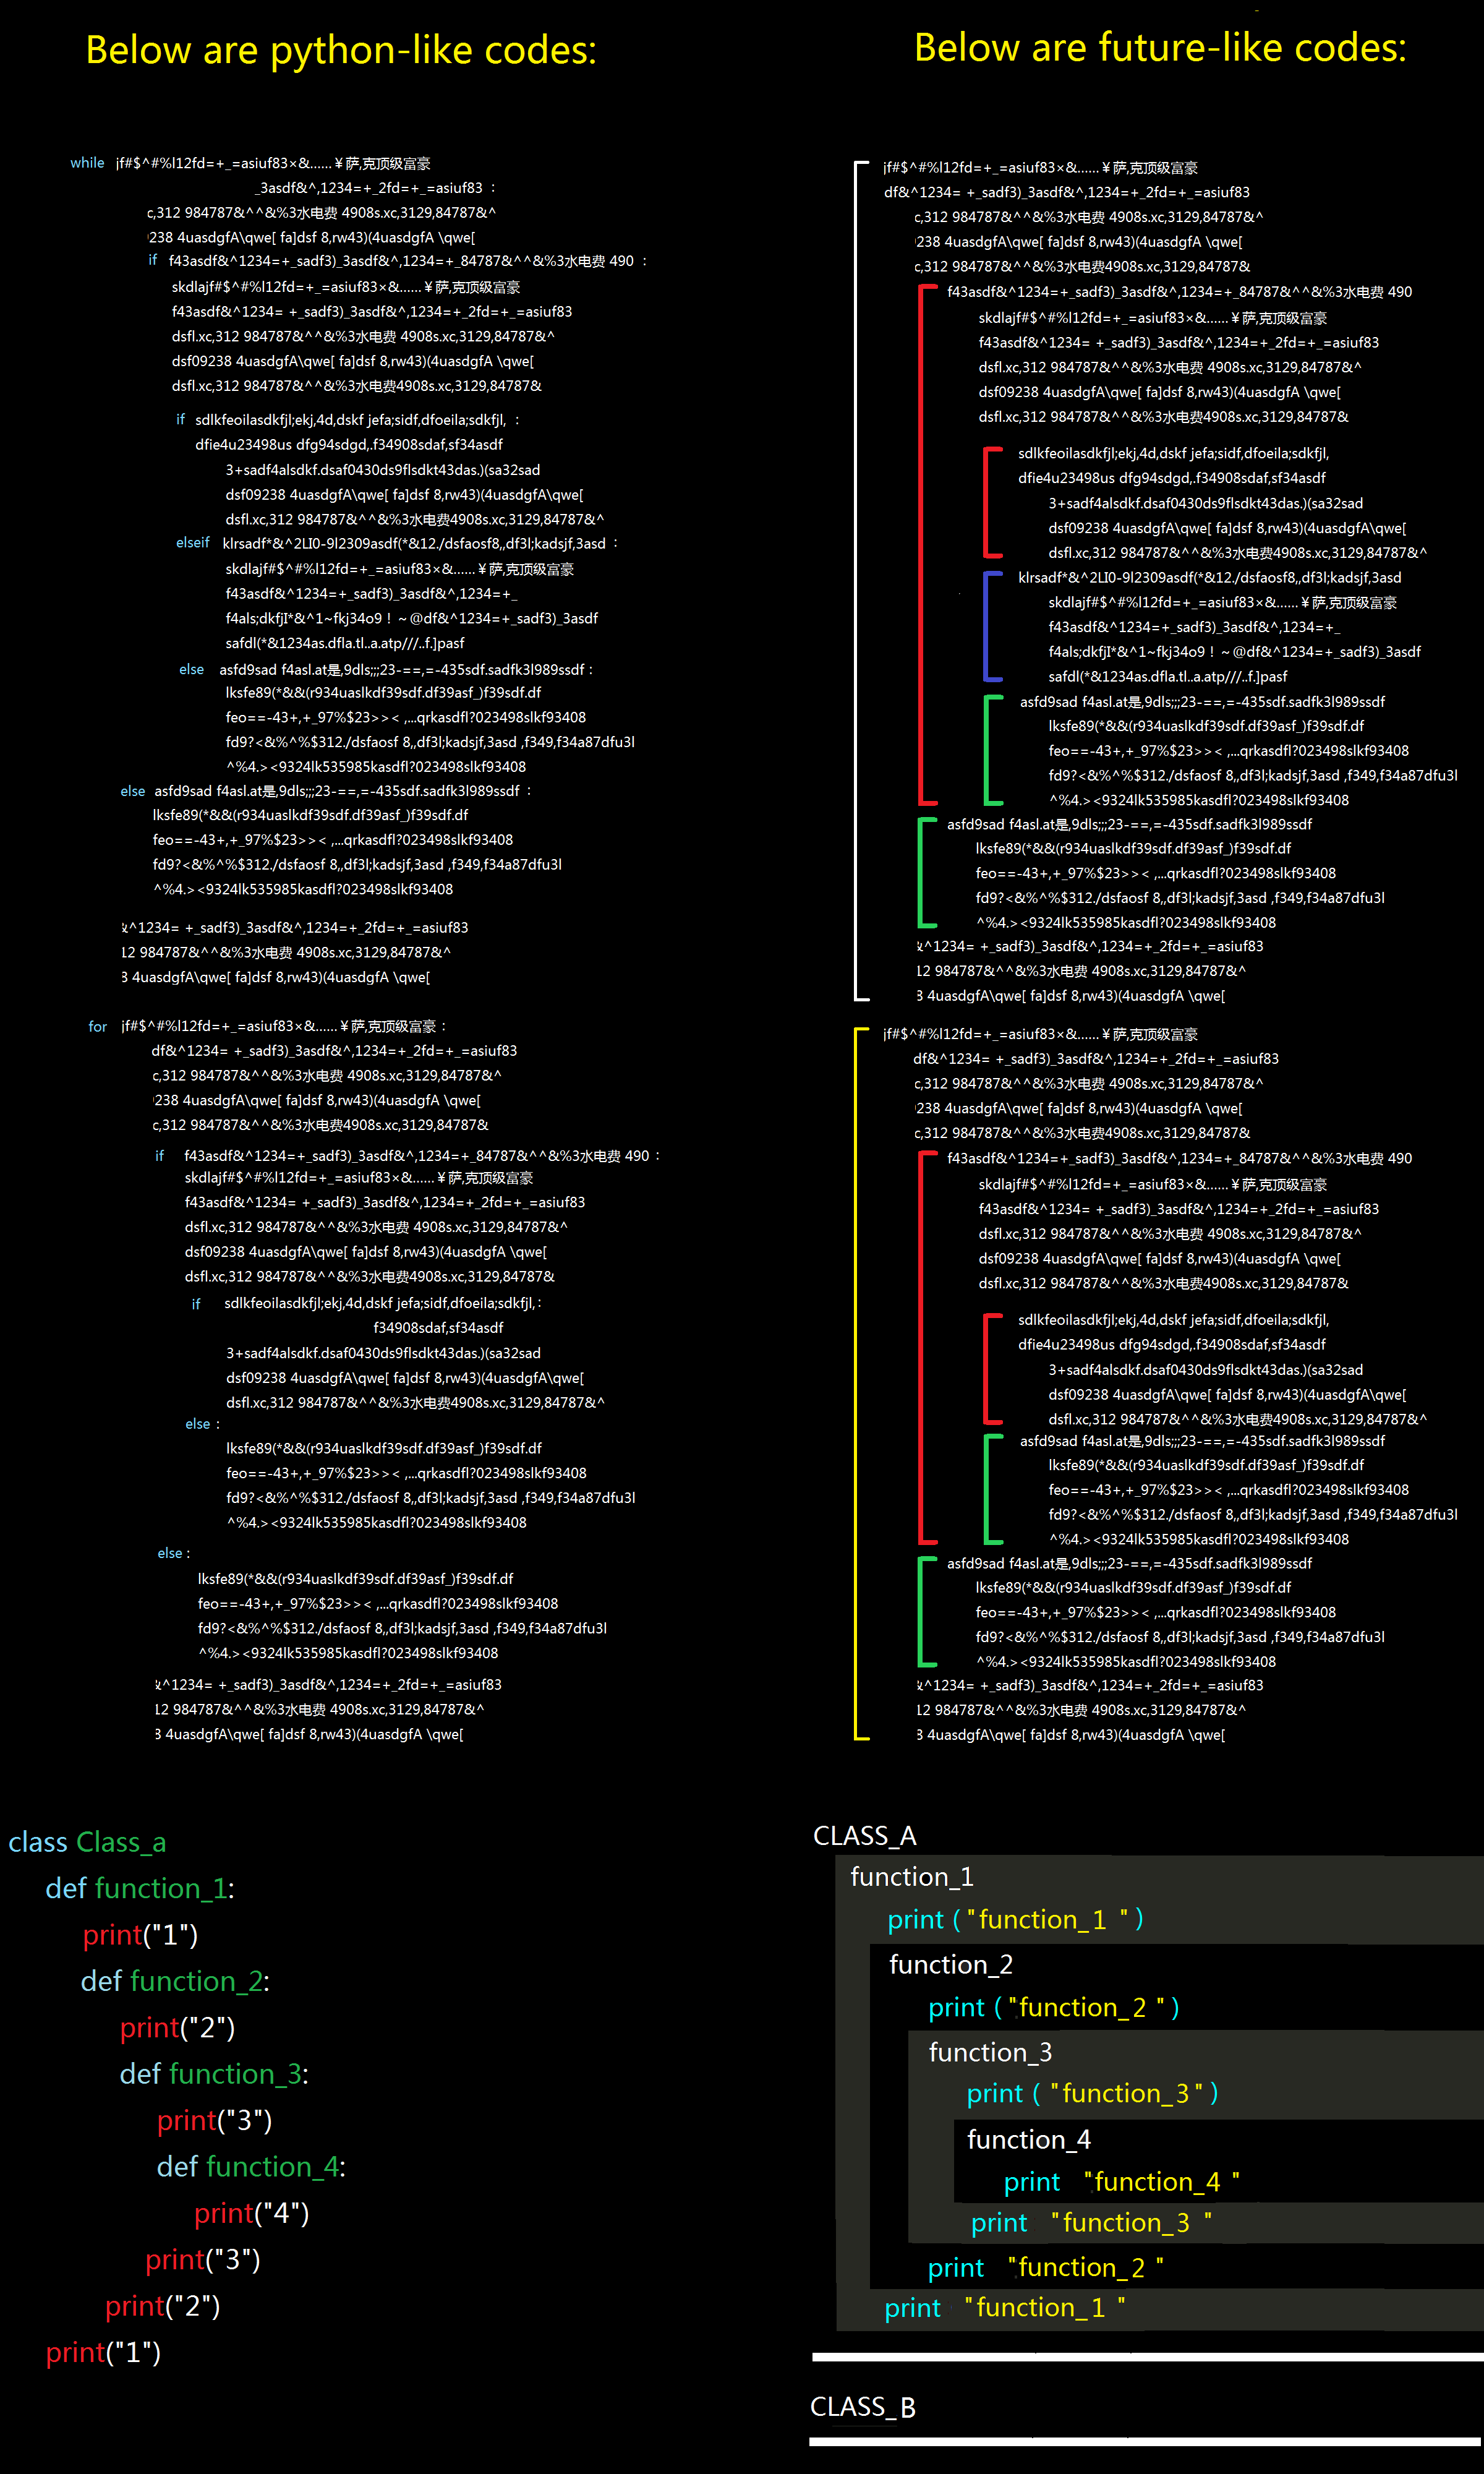 Below are python-like codes:
while jf#$^#%l12fd=+_=asiuf83×&......￥萨,克顶级富豪
_3asdf&^,1234=+_2fd=+_=asiuf83 :
c,312 984787&^^&%3水电费 4908s.xc,3129,84787&^
238 4uasdgfA\qwe[ fa]dsf 8,rw43)(4uasdgfA \qwe[
if f43asdf&^1234=+_sadf3)_3asdf&^,1234=+_84787&^^&%3水电费 490 :
skdlajf#$^#%l12fd=+_=asiuf83×&......￥萨,克顶级富豪
f43asdf&^1234= +_sadf3)_3asdf&^,1234=+_2fd=+_=asiuf83
dsfl.xc,312 984787&^^&%3水电费 4908s.xc,3129,84787&^
dsf09238 4uasdgfA\qwe[ fa]dsf 8,rw43)(4uasdgfA \qwe[
dsfl.xc,312 984787&^^&%3水电费4908s.xc,3129,84787&
if sdlkfeoilasdkfjl;ekj,4d,dskf jefa;sidf,dfoeila;sdkfjl, :
dfie4u23498us dfg94sdgd,.f34908sdaf,sf34asdf
3+sadf4alsdkf.dsaf0430ds9flsdkt43das.)(sa32sad
dsf09238 4uasdgfA\qwe[ fa]dsf 8,rw43)(4uasdgfA\qwe[
dsfl.xc,312 984787&^^&%3水电费4908s.xc,3129,84787&^
elseif klrsadf*&^2LI0-9l2309asdf(*&12./dsfaosf8,,df3l;kadsjf,3asd :
skdlajf#$^#%l12fd=+_=asiuf83×&......￥萨,克顶级富豪
f43asdf&^1234=+_sadf3)_3asdf&^,1234=+_
f4als;dkfjI*&^1~fkj34o9！~@df&^1234=+_sadf3)_3asdf
safdl(*&1234as.dfla.tl..a.atp///..f.]pasf
else asfd9sad f4asl.at是,9dls;;;23-==,=-435sdf.sadfk3l989ssdf :
lksfe89(*&&(r934uaslkdf39sdf.df39asf_)f39sdf.df
feo==-43+,+_97%$23>>< ,...qrkasdfl?023498slkf93408
fd9?<&%^%$312./dsfaosf 8,,df3l;kadsjf,3asd ,f349,f34a87dfu3l
^%4.><9324lk535985kasdfl?023498slkf93408
else asfd9sad f4asl.at是,9dls;;;23-==,=-435sdf.sadfk3l989ssdf :
lksfe89(*&&(r934uaslkdf39sdf.df39asf_)f39sdf.df
feo==-43+,+_97%$23>>< ,...qrkasdfl?023498slkf93408
fd9?<&%^%$312./dsfaosf 8,,df3l;kadsjf,3asd ,f349,f34a87dfu3l
^%4.><9324lk535985kasdfl?023498slkf93408
&^1234= +_sadf3)_3asdf&^,1234=+_2fd=+_=asiuf83
12 984787&^^&%3水电费 4908s.xc,3129,84787&^
3 4uasdgfA\qwe[ fa]dsf 8,rw43)(4uasdgfA \qwe[
for jf#$^#%l12fd=+_=asiuf83×&......￥萨,克顶级富豪 :
df&^1234= +_sadf3)_3asdf&^,1234=+_2fd=+_=asiuf83
c,312 984787&^^&%3水电费 4908s.xc,3129,84787&^
238 4uasdgfA\qwe[ fa]dsf 8,rw43)(4uasdgfA \qwe[
c,312 984787&^^&%3水电费4908s.xc,3129,84787&
if f43asdf&^1234=+_sadf3)_3asdf&^,1234=+_84787&^^&%3水电费 490 :
skdlajf#$^#%l12fd=+_=asiuf83×&......￥萨,克顶级富豪
f43asdf&^1234= +_sadf3)_3asdf&^,1234=+_2fd=+_=asiuf83
dsfl.xc,312 984787&^^&%3水电费 4908s.xc,3129,84787&^
dsf09238 4uasdgfA\qwe[ fa]dsf 8,rw43)(4uasdgfA \qwe[
dsfl.xc,312 984787&^^&%3水电费4908s.xc,3129,84787&
if sdlkfeoilasdkfjl;ekj,4d,dskf jefa;sidf,dfoeila;sdkfjl, :
f34908sdaf,sf34asdf
3+sadf4alsdkf.dsaf0430ds9flsdkt43das.)(sa32sad
dsf09238 4uasdgfA\qwe[ fa]dsf 8,rw43)(4uasdgfA\qwe[
dsfl.xc,312 984787&^^&%3水电费4908s.xc,3129,84787&^
else :
lksfe89(*&&(r934uaslkdf39sdf.df39asf_)f39sdf.df
feo==-43+,+_97%$23>>< ,...qrkasdfl?023498slkf93408
fd9?<&%^%$312./dsfaosf 8,,df3l;kadsjf,3asd ,f349,f34a87dfu3l
^%4.><9324lk535985kasdfl?023498slkf93408
else :
lksfe89(*&&(r934uaslkdf39sdf.df39asf_)f39sdf.df
feo==-43+,+_97%$23>>< ,...qrkasdfl?023498slkf93408
fd9?<&%^%$312./dsfaosf 8,,df3l;kadsjf,3asd ,f349,f34a87dfu3l
^%4.><9324lk535985kasdfl?023498slkf93408
&^1234= +_sadf3)_3asdf&^,1234=+_2fd=+_=asiuf83
12 984787&^^&%3水电费 4908s.xc,3129,84787&^
3 4uasdgfA\qwe[ fa]dsf 8,rw43)(4uasdgfA \qwe[
class Class_a
def function_1:
print("1")
def function_2:
print("2")
def function_3:
print("3")
def function_4:
print("4")
print("3")
print("2")
print("1")
Below are future-like codes:
jf#$^#%l12fd=+_=asiuf83×&......￥萨,克顶级富豪
df&^1234= +_sadf3)_3asdf&^,1234=+_2fd=+_=asiuf83
c,312 984787&^^&%3水电费 4908s.xc,3129,84787&^
238 4uasdgfA\qwe[ fa]dsf 8,rw43)(4uasdgfA \qwe[
c,312 984787&^^&%3水电费4908s.xc,3129,84787&
f43asdf&^1234=+_sadf3)_3asdf&^,1234=+_84787&^^&%3水电费 490
skdlajf#$^#%l12fd=+_=asiuf83×&......￥萨,克顶级富豪
f43asdf&^1234= +_sadf3)_3asdf&^,1234=+_2fd=+_=asiuf83
dsfl.xc,312 984787&^^&%3水电费 4908s.xc,3129,84787&^
dsf09238 4uasdgfA\qwe[ fa]dsf 8,rw43)(4uasdgfA \qwe[
dsfl.xc,312 984787&^^&%3水电费4908s.xc,3129,84787&
sdlkfeoilasdkfjl;ekj,4d,dskf jefa;sidf,dfoeila;sdkfjl,
dfie4u23498us dfg94sdgd,.f34908sdaf,sf34asdf
3+sadf4alsdkf.dsaf0430ds9flsdkt43das.)(sa32sad
dsf09238 4uasdgfA\qwe[ fa]dsf 8,rw43)(4uasdgfA\qwe[
dsfl.xc,312 984787&^^&%3水电费4908s.xc,3129,84787&^
klrsadf*&^2LI0-9l2309asdf(*&12./dsfaosf8,,df3l;kadsjf,3asd
skdlajf#$^#%l12fd=+_=asiuf83×&......￥萨,克顶级富豪
f43asdf&^1234=+_sadf3)_3asdf&^,1234=+_
f4als;dkfjI*&^1~fkj34o9！~@df&^1234=+_sadf3)_3asdf
safdl(*&1234as.dfla.tl..a.atp///..f.]pasf
asfd9sad f4asl.at是,9dls;;;23-==,=-435sdf.sadfk3l989ssdf
lksfe89(*&&(r934uaslkdf39sdf.df39asf_)f39sdf.df
feo==-43+,+_97%$23>>< ,...qrkasdfl?023498slkf93408
fd9?<&%^%$312./dsfaosf 8,,df3l;kadsjf,3asd ,f349,f34a87dfu3l
^%4.><9324lk535985kasdfl?023498slkf93408
asfd9sad f4asl.at是,9dls;;;23-==,=-435sdf.sadfk3l989ssdf
lksfe89(*&&(r934uaslkdf39sdf.df39asf_)f39sdf.df
feo==-43+,+_97%$23>>< ,...qrkasdfl?023498slkf93408
fd9?<&%^%$312./dsfaosf 8,,df3l;kadsjf,3asd ,f349,f34a87dfu3l
^%4.><9324lk535985kasdfl?023498slkf93408
&^1234= +_sadf3)_3asdf&^,1234=+_2fd=+_=asiuf83
12 984787&^^&%3水电费 4908s.xc,3129,84787&^
3 4uasdgfA\qwe[ fa]dsf 8,rw43)(4uasdgfA \qwe[
jf#$^#%l12fd=+_=asiuf83×&......￥萨,克顶级富豪
df&^1234= +_sadf3)_3asdf&^,1234=+_2fd=+_=asiuf83
c,312 984787&^^&%3水电费 4908s.xc,3129,84787&^
238 4uasdgfA\qwe[ fa]dsf 8,rw43)(4uasdgfA \qwe[
c,312 984787&^^&%3水电费4908s.xc,3129,84787&
f43asdf&^1234=+_sadf3)_3asdf&^,1234=+_84787&^^&%3水电费 490
skdlajf#$^#%l12fd=+_=asiuf83×&......￥萨,克顶级富豪
f43asdf&^1234= +_sadf3)_3asdf&^,1234=+_2fd=+_=asiuf83
dsfl.xc,312 984787&^^&%3水电费 4908s.xc,3129,84787&^
dsf09238 4uasdgfA\qwe[ fa]dsf 8,rw43)(4uasdgfA \qwe[
dsfl.xc,312 984787&^^&%3水电费4908s.xc,3129,84787&
sdlkfeoilasdkfjl;ekj,4d,dskf jefa;sidf,dfoeila;sdkfjl,
dfie4u23498us dfg94sdgd,.f34908sdaf,sf34asdf
3+sadf4alsdkf.dsaf0430ds9flsdkt43das.)(sa32sad
dsf09238 4uasdgfA\qwe[ fa]dsf 8,rw43)(4uasdgfA\qwe[
dsfl.xc,312 984787&^^&%3水电费4908s.xc,3129,84787&^
asfd9sad f4asl.at是,9dls;;;23-==,=-435sdf.sadfk3l989ssdf
lksfe89(*&&(r934uaslkdf39sdf.df39asf_)f39sdf.df
feo==-43+,+_97%$23>>< ,...qrkasdfl?023498slkf93408
fd9?<&%^%$312./dsfaosf 8,,df3l;kadsjf,3asd ,f349,f34a87dfu3l
^%4.><9324lk535985kasdfl?023498slkf93408
asfd9sad f4asl.at是,9dls;;;23-==,=-435sdf.sadfk3l989ssdf
lksfe89(*&&(r934uaslkdf39sdf.df39asf_)f39sdf.df
feo==-43+,+_97%$23>>< ,...qrkasdfl?023498slkf93408
fd9?<&%^%$312./dsfaosf 8,,df3l;kadsjf,3asd ,f349,f34a87dfu3l
^%4.><9324lk535985kasdfl?023498slkf93408
&^1234= +_sadf3)_3asdf&^,1234=+_2fd=+_=asiuf83
12 984787&^^&%3水电费 4908s.xc,3129,84787&^
3 4uasdgfA\qwe[ fa]dsf 8,rw43)(4uasdgfA \qwe[
CLASS_A
function_1
print ( "function_1 " )
function_2
print ( "function_2 " )
function_3
print ( "function_3" )
function_4
print "function_4 "
print "function_3 "
print "function_2 "
print "function_1 "
CLASS_B